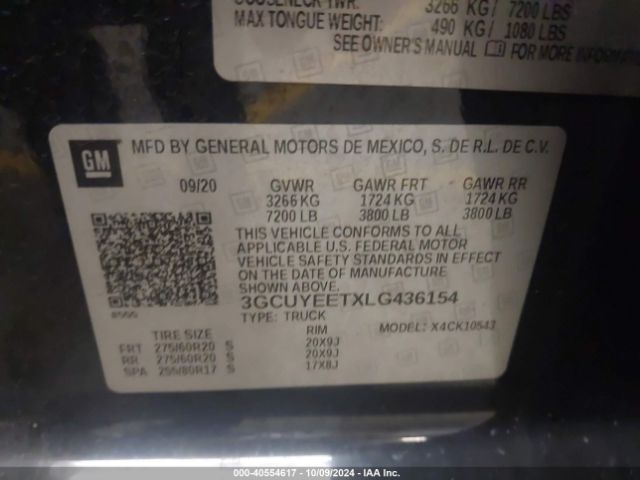 GOOSENECK TWR: 3266 KG/ 7200 LBS
MAX TONGUE WEIGHT: 490 KG/ 1080 LBS
SEE OWNER'S MANUAL FOR MORE INFORMATION
GM MFD BY GENERAL MOTORS DE MEXICO, S. DE R.L. DE C.V.
09/20 GVWR GAWR FRT GAWR RR
3266 KG 1724 KG 1724 KG
7200 LB 3800 LB 3800 LB
THIS VEHICLE CONFORMS TO ALL
APPLICABLE U.S. FEDERAL MOTOR
VEHICLE SAFETY STANDARDS IN EFFECT
ON THE DATE OF MANUFACTURE
SHOWN ABOVE.
3GCUYEETXLG436154
TYPE: TRUCK MODEL: X4CK10543
TIRE SIZE RIM
FRT 275/60R20 S 20X9J
RR 275/60R20 S 20X9J
SPA 255/80R17 S 17X8J
000-40554617 - 10/09/2024 - IAA Inc.